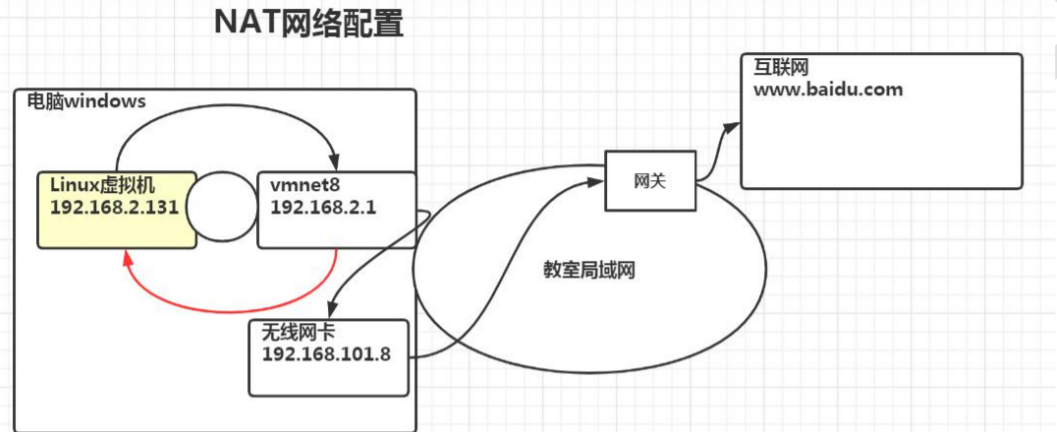 NAT网络配置
电脑windows
Linux虚拟机
192.168.2.131
vmnet8
192.168.2.1
无线网卡
192.168.101.8
教室局域网
网关
互联网
www.baidu.com